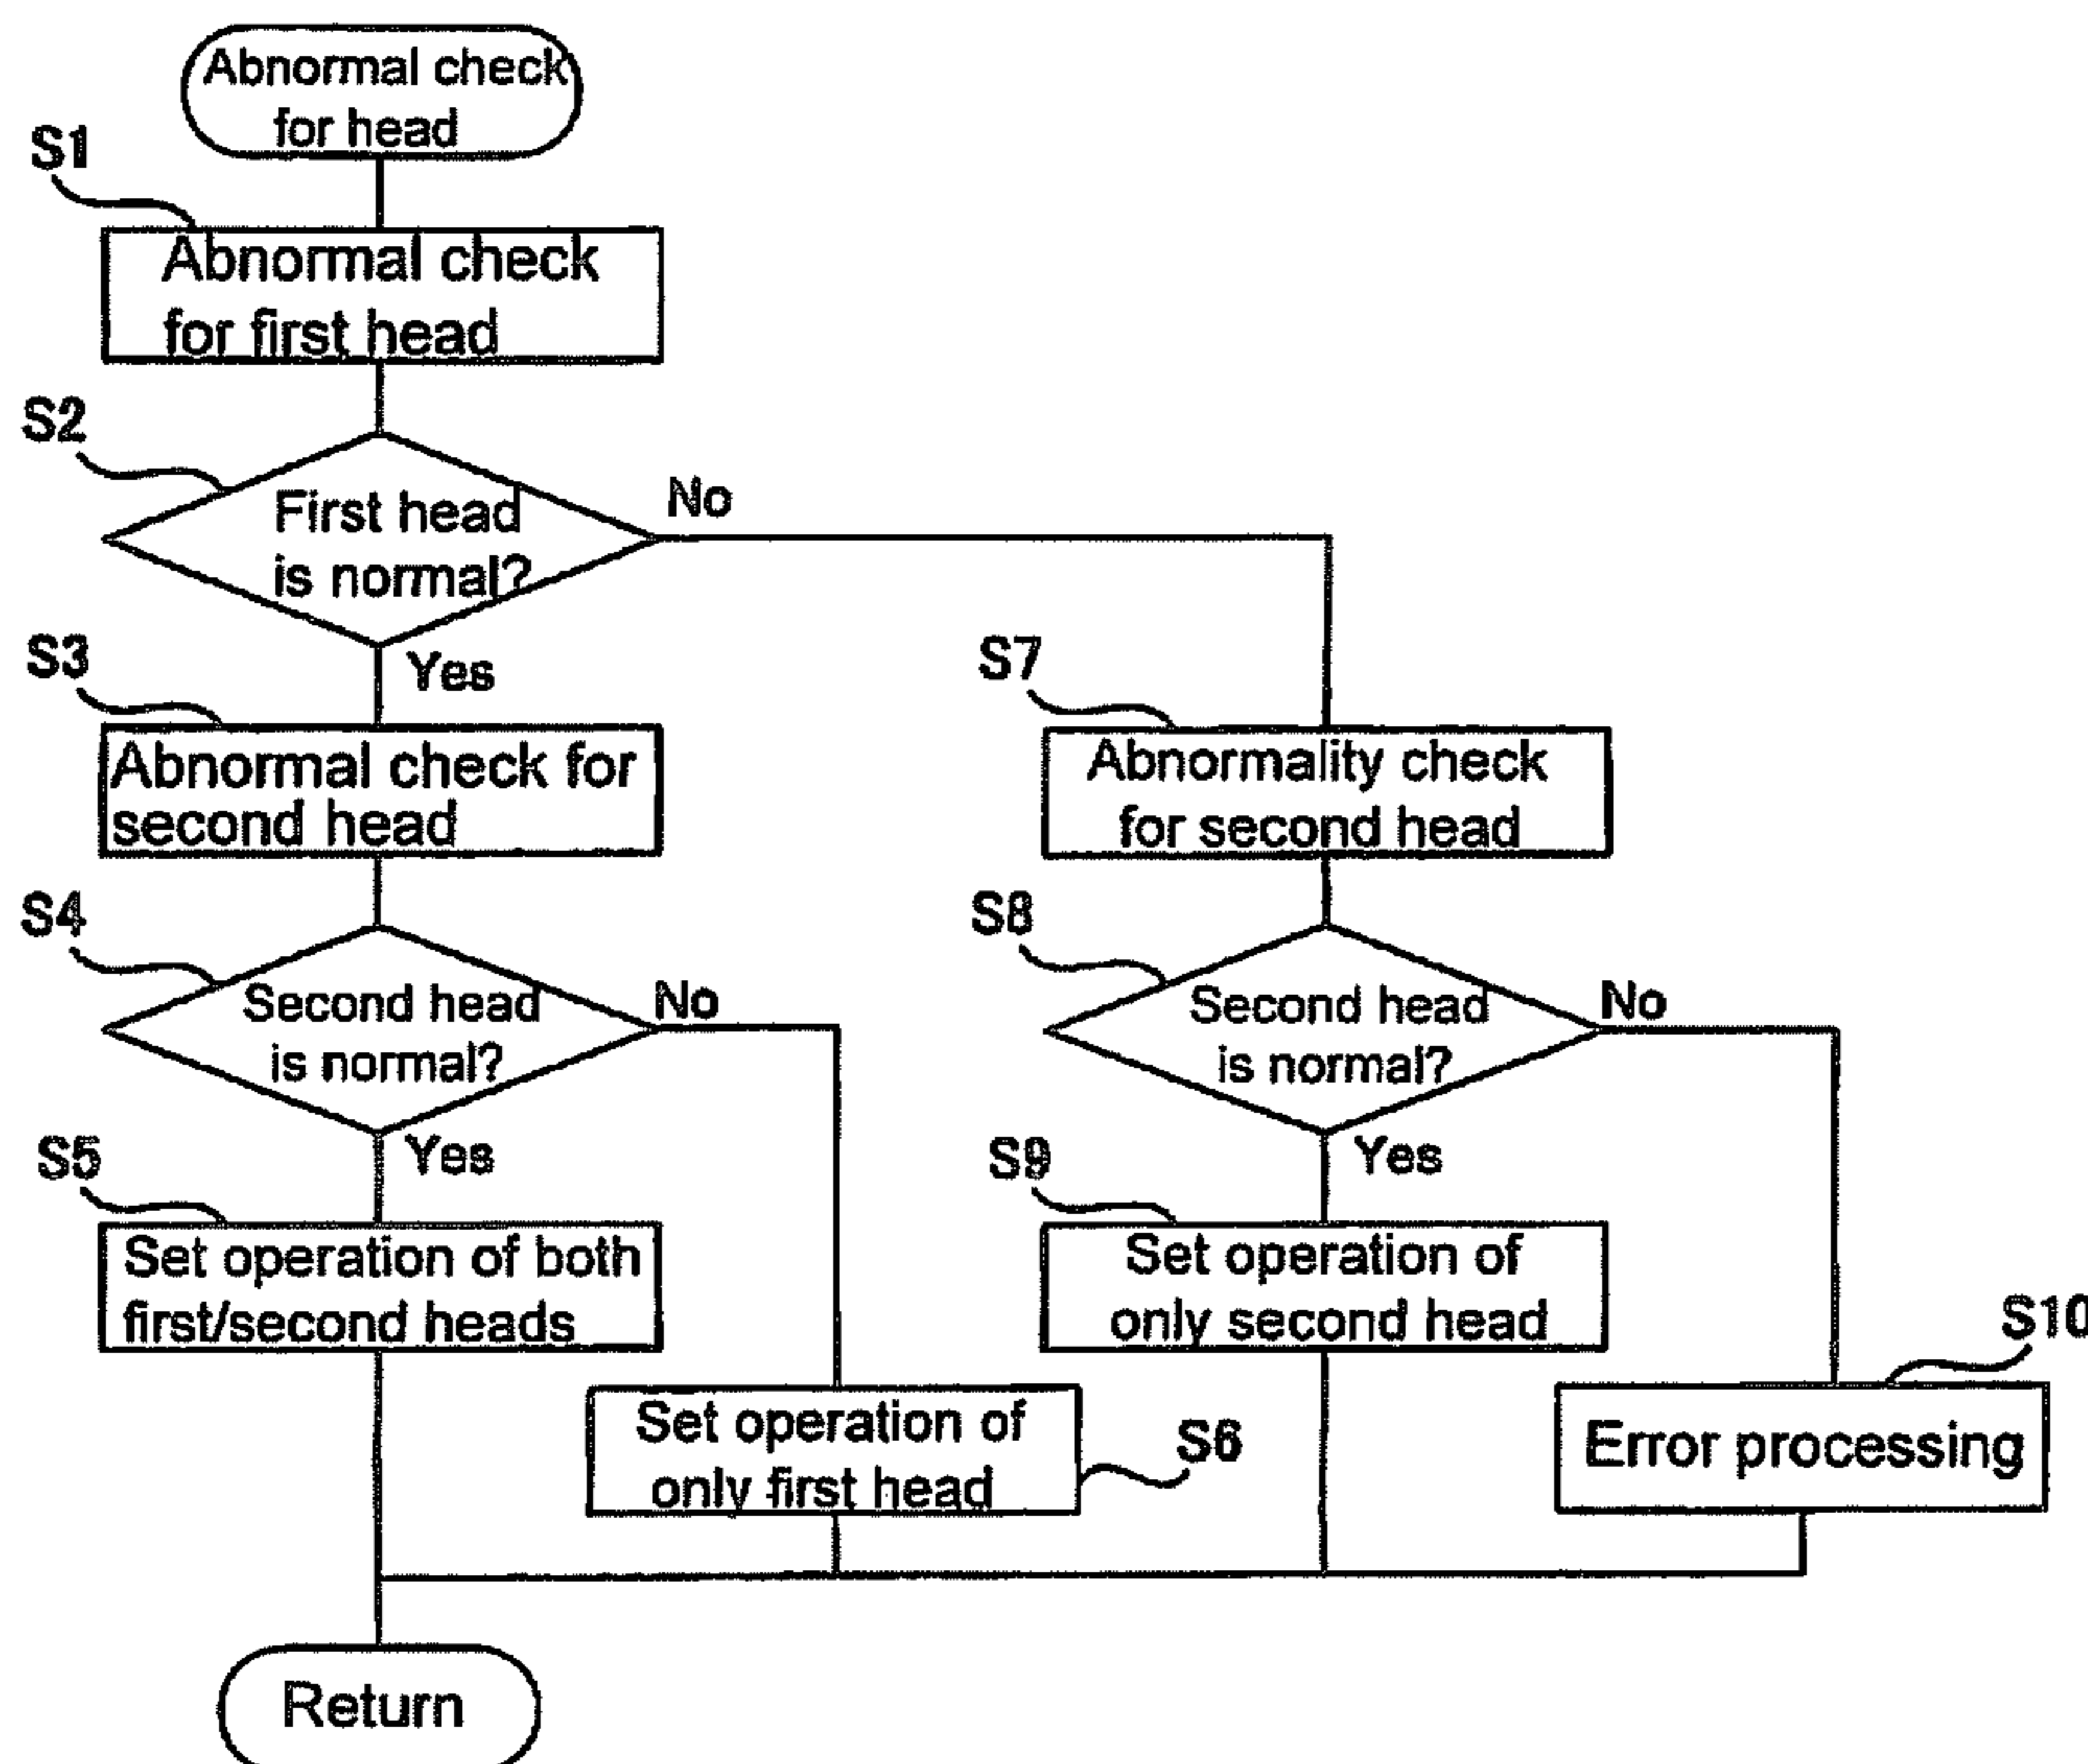 Abnormal check
for head
S1
Abnormal check
for first head
S2
First head
is normal?
No
Yes
S3
Abnormal check for
second head
S4
Second head
is normal?
No
Yes
S5
Set operation of both
first/second heads
Set operation of
only first head
S6
S7
Abnormality check
for second head
S8
Second head
is normal?
No
Yes
S9
Set operation of
only second head
S10
Error processing
Return